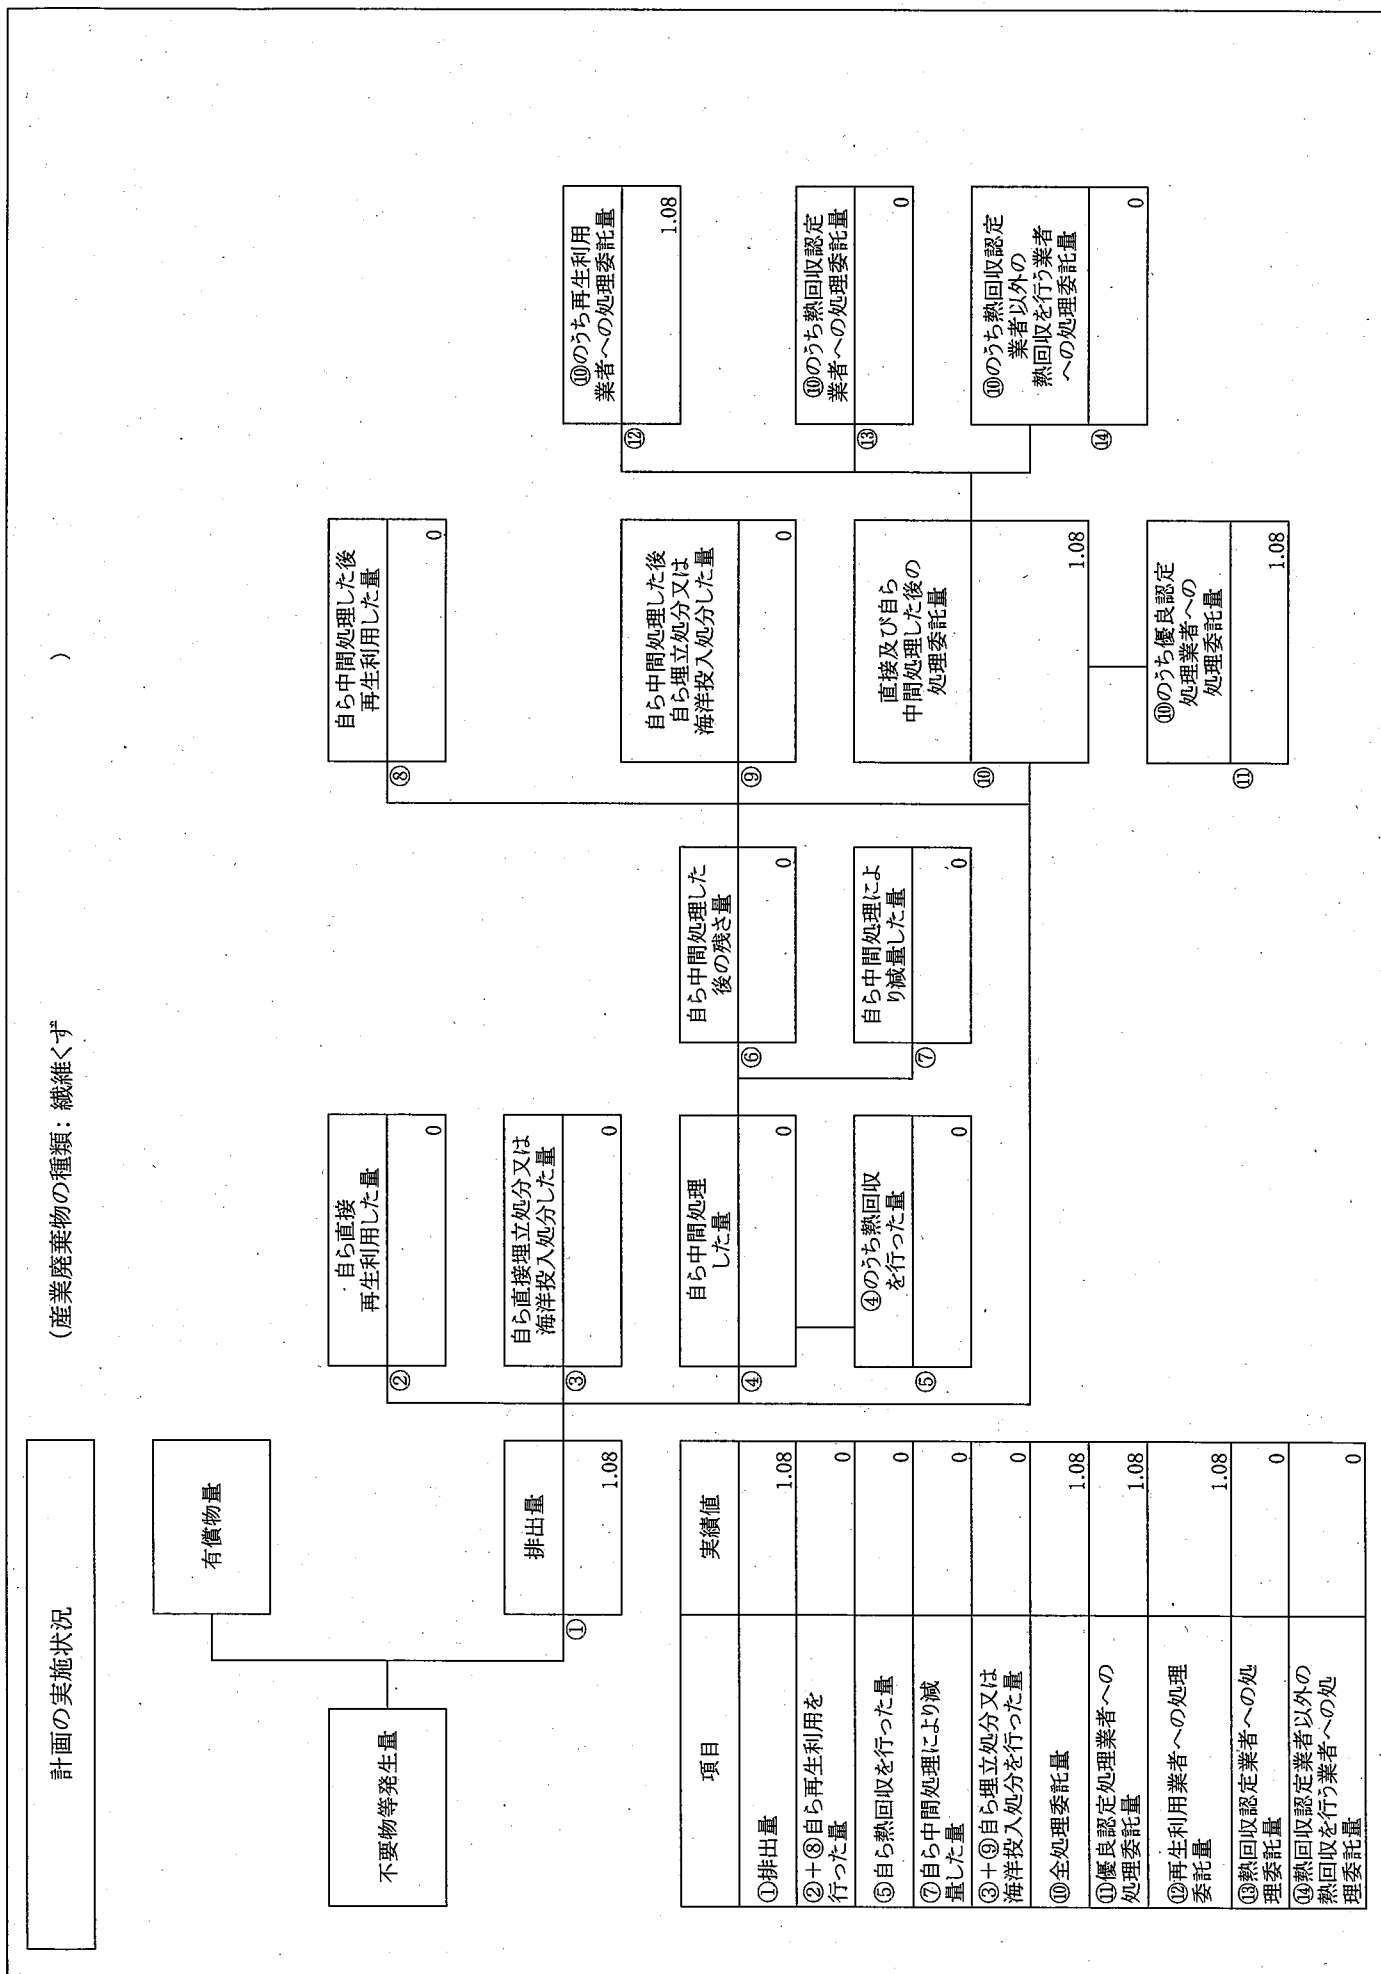 計画の実施状況
(産業廃棄物の種類：繊維くず
)
不要物等発生量
有償物量
①
排出量
1.08
②
自ら直接
再生利用した量
0
③
自ら直接埋立処分又は
海洋投入処分した量
0
④
自ら中間処理
した量
0
⑤
④のうち熱回収
を行った量
0
⑥
自ら中間処理した
後の残さ量
0
⑦
自ら中間処理によ
り減量した量
0
⑧
自ら中間処理した後
再生利用した量
0
⑨
自ら中間処理した後
自ら埋立処分又は
海洋投入処分した量
0
⑩
直接及び自ら
中間処理した後の
処理委託量
1.08
⑪
⑩のうち優良認定
処理業者への
処理委託量
1.08
⑫
⑩のうち再生利用
業者への処理委託量
1.08
⑬
⑩のうち熱回収認定
業者への処理委託量
0
⑭
⑩のうち熱回収認定
業者以外の
熱回収を行う業者
への処理委託量
0
項目 実績値
①排出量 1.08
②+⑧自ら再生利用を
行った量 0
⑤自ら熱回収を行った量 0
⑦自ら中間処理により減
量した量 0
③+⑨自ら埋立処分又は
海洋投入処分を行った量 0
⑩全処理委託量 1.08
⑪優良認定処理業者への
処理委託量 1.08
⑫再生利用業者への処理
委託量 1.08
⑬熱回収認定業者への処
理委託量 0
⑭熱回収認定業者以外の
熱回収を行う業者への処
理委託量 0